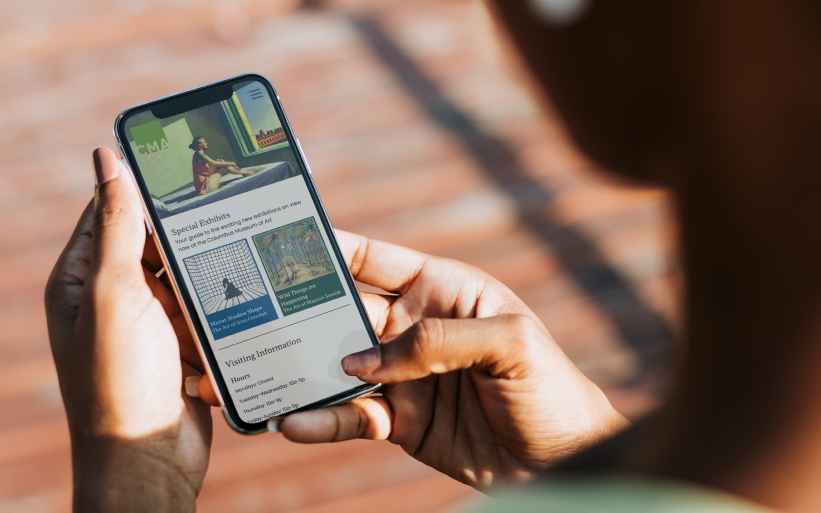 CMA
Special Exhibits
Your guide to the exciting new exhibitions on view
now at the Columbus Museum of Art
Mirror Shadow Shape
The Art of
Wild Things are
Happening
The Art of Maurice Sendak
Visiting Information
Hours
Mondays: Closed
Tuesday-Wednesday: 10a-5p
Thursday: 10a-9p
Friday-Sunday: 10a-5p